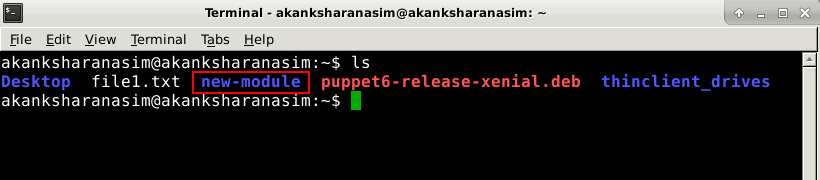 Terminal - akanksharanasim@akanksharanasim: ~
File Edit View Terminal Tabs Help
akanksharanasim@akanksharanasim:~$ ls
Desktop file1.txt new-module puppet6-release-xenial.deb thinclient_drives
akanksharanasim@akanksharanasim:~$